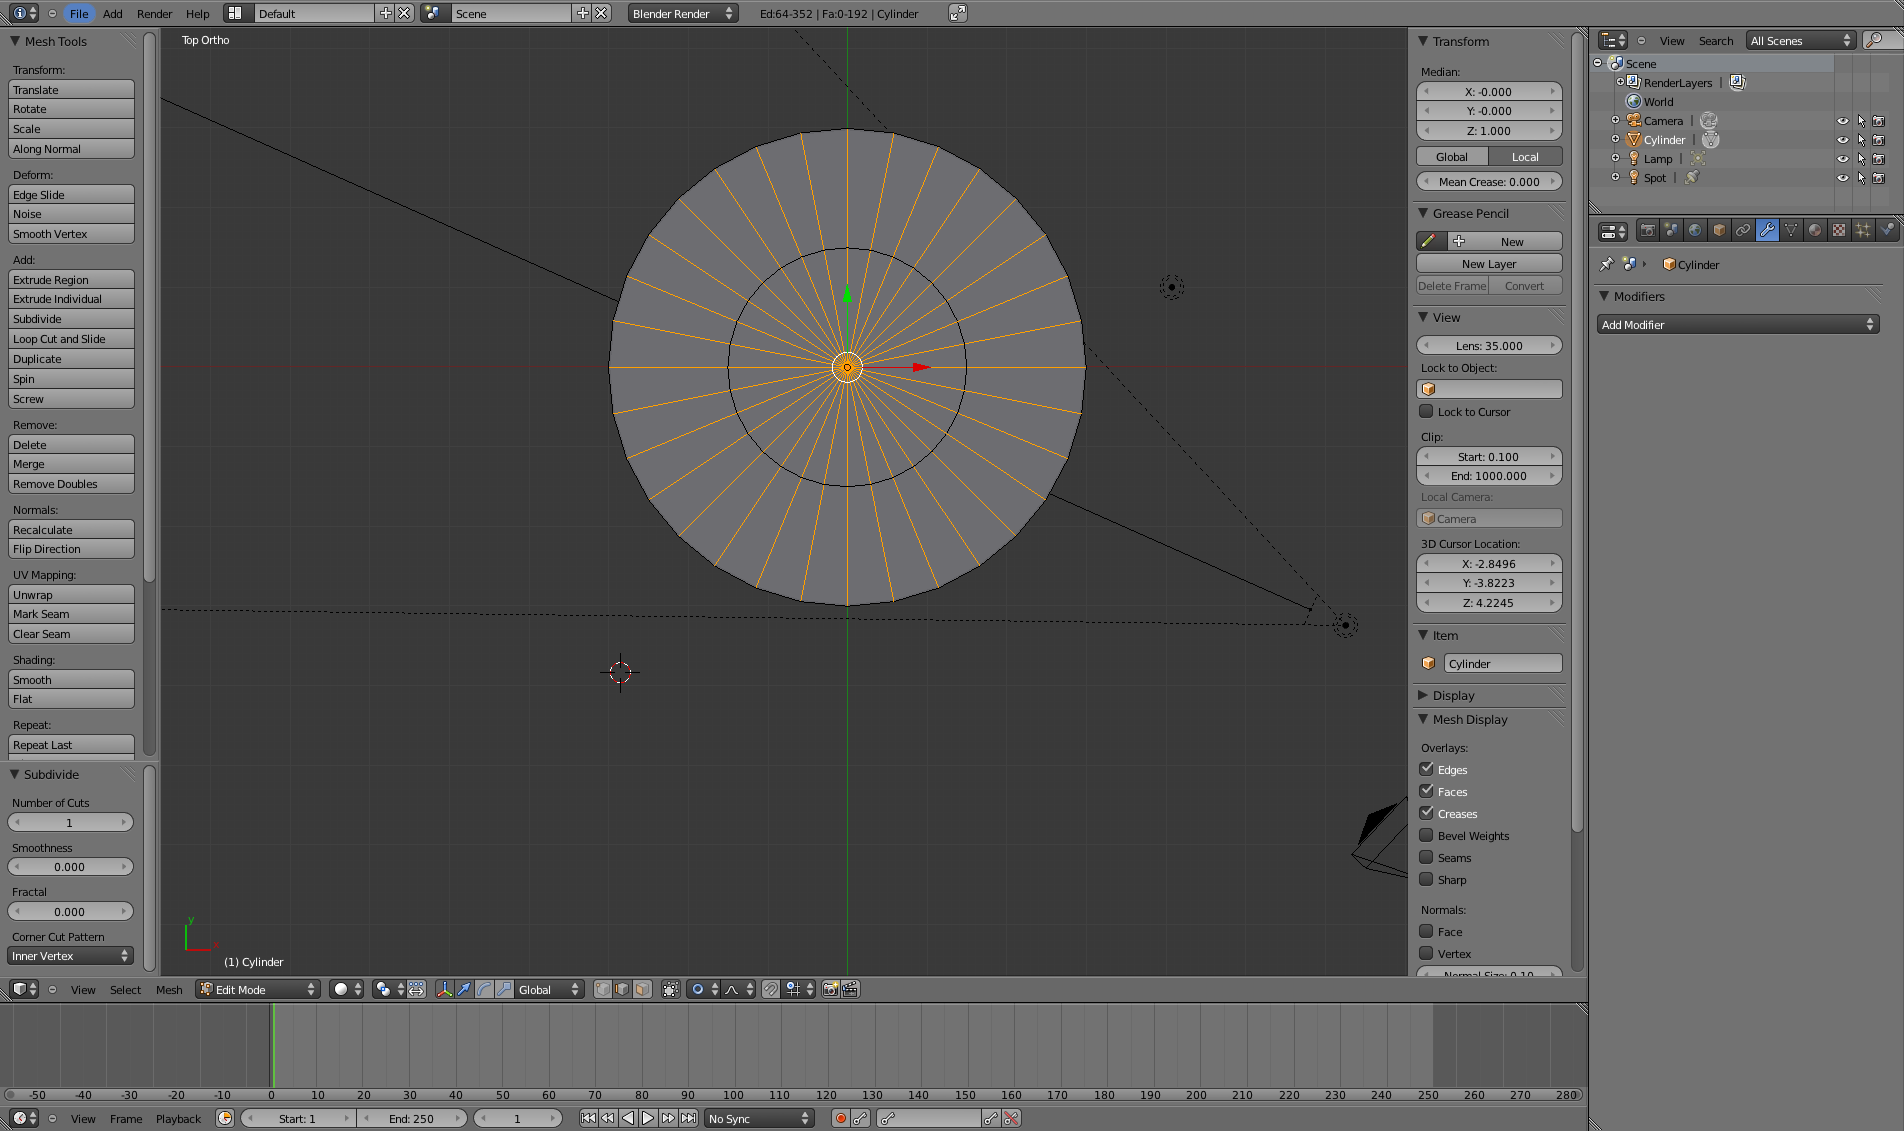 File Add Render Help Default Scene Blender Render Ed:64-352 | Fa:0-192 | Cylinder
Mesh Tools
Transform:
Translate
Rotate
Scale
Along Normal
Deform:
Edge Slide
Noise
Smooth Vertex
Add:
Extrude Region
Extrude Individual
Subdivide
Loop Cut and Slide
Duplicate
Spin
Screw
Remove:
Delete
Merge
Remove Doubles
Normals:
Recalculate
Flip Direction
UV Mapping:
Unwrap
Mark Seam
Clear Seam
Shading:
Smooth
Flat
Repeat:
Repeat Last
Subdivide
Number of Cuts
1
Smoothness
0.000
Fractal
0.000
Corner Cut Pattern
Inner Vertex
Top Ortho
y
x
(1) Cylinder
Transform
Median:
X: -0.000
Y: -0.000
Z: 1.000
Global Local
Mean Crease: 0.000
Grease Pencil
New
New Layer
Delete Frame Convert
View
Lens: 35.000
Lock to Object:
Lock to Cursor
Clip:
Start: 0.100
End: 1000.000
Local Camera:
Camera
3D Cursor Location:
X: -2.8496
Y: -3.8223
Z: 4.2245
Item
Cylinder
Display
Mesh Display
Overlays:
Edges
Faces
Creases
Bevel Weights
Seams
Sharp
Normals:
Face
Vertex
Normal Size: 0.10
View Search All Scenes
Scene
RenderLayers |
World
Camera |
Cylinder |
Lamp |
Spot |
Cylinder
Modifiers
Add Modifier
View Select Mesh Edit Mode Global
-50 -40 -30 -20 -10 0 10 20 30 40 50 60 70 80 90 100 110 120 130 140 150 160 170 180 190 200 210 220 230 240 250 260 270 280
View Frame Playback Start: 1 End: 250 1 No Sync